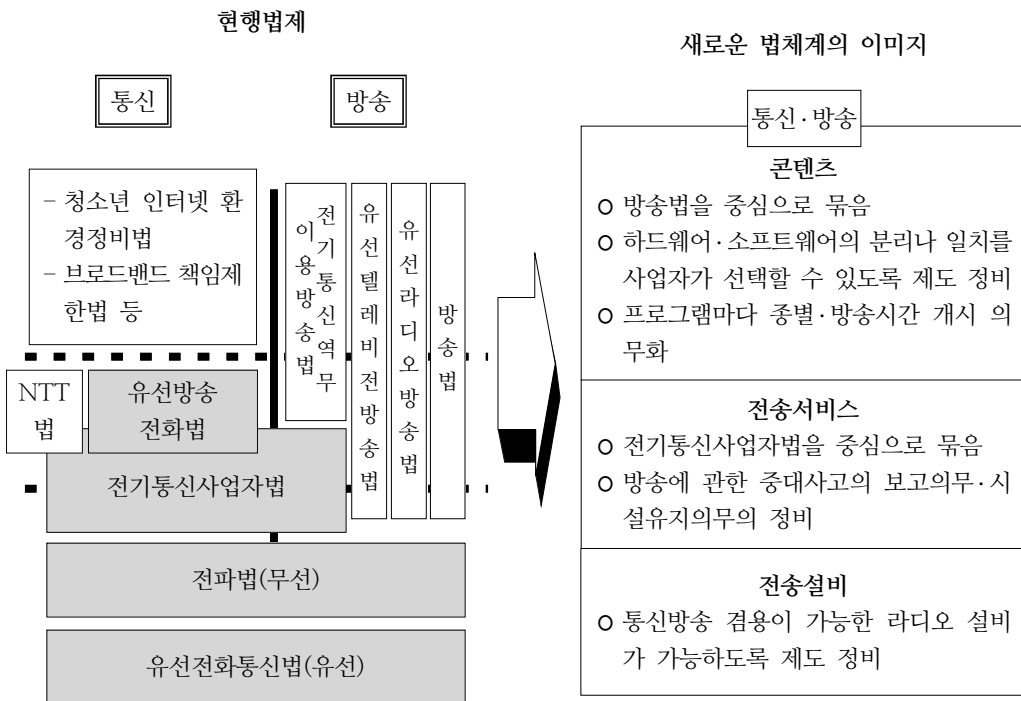 현행법제
새로운 법체계의 이미지
통신
방송
- 청소년 인터넷 환
경정비법
- 브로드밴드 책임제
한법 등
전기통신역무
이용방송법
유선텔레비전방송법
유선라디오방송법
방송법
NTT
법
유선방송
전화법
전기통신사업자법
전파법(무선)
유선전화통신법(유선)
통신·방송
콘텐츠
o 방송법을 중심으로 묶음
o 하드웨어·소프트웨어의 분리나 일치를
사업자가 선택할 수 있도록 제도 정비
o 프로그램마다 종별·방송시간 개시 의
무화
전송서비스
o 전기통신사업자법을 중심으로 묶음
o 방송에 관한 중대사고의 보고의무·시
설유지의무의 정비
전송설비
o 통신방송 겸용이 가능한 라디오 설비
가 가능하도록 제도 정비